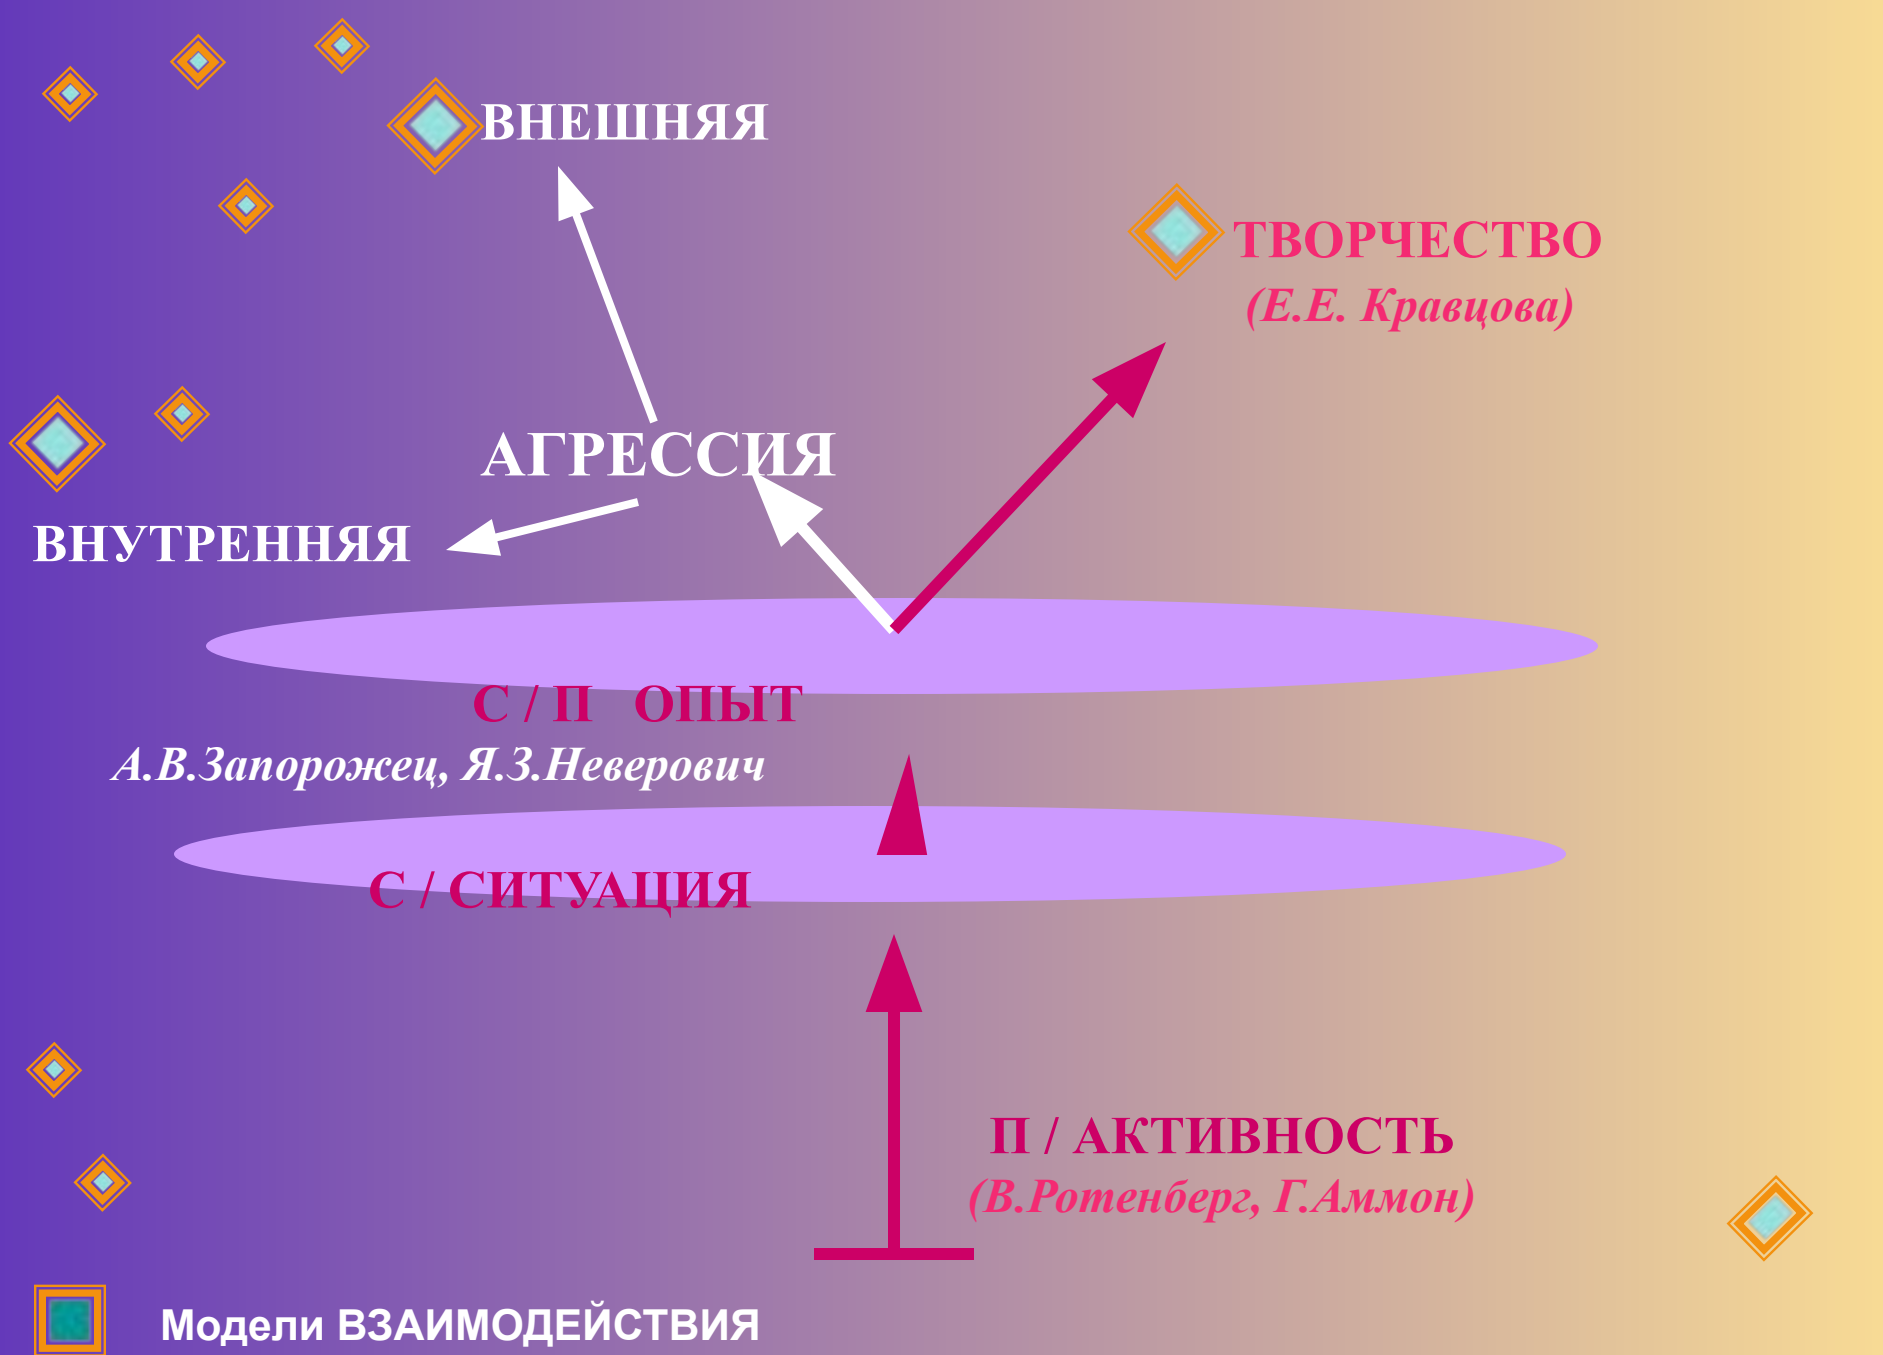 ВНЕШНЯЯ
ТВОРЧЕСТВО
(Е.Е. Кравцова)
АГРЕССИЯ
ВНУТРЕННЯЯ
С / П ОПЫТ
А.В.Запорожец, Я.З.Неверович
С / СИТУАЦИЯ
П / АКТИВНОСТЬ
(В.Ротенберг, Г.Аммон)
Модели ВЗАИМОДЕЙСТВИЯ